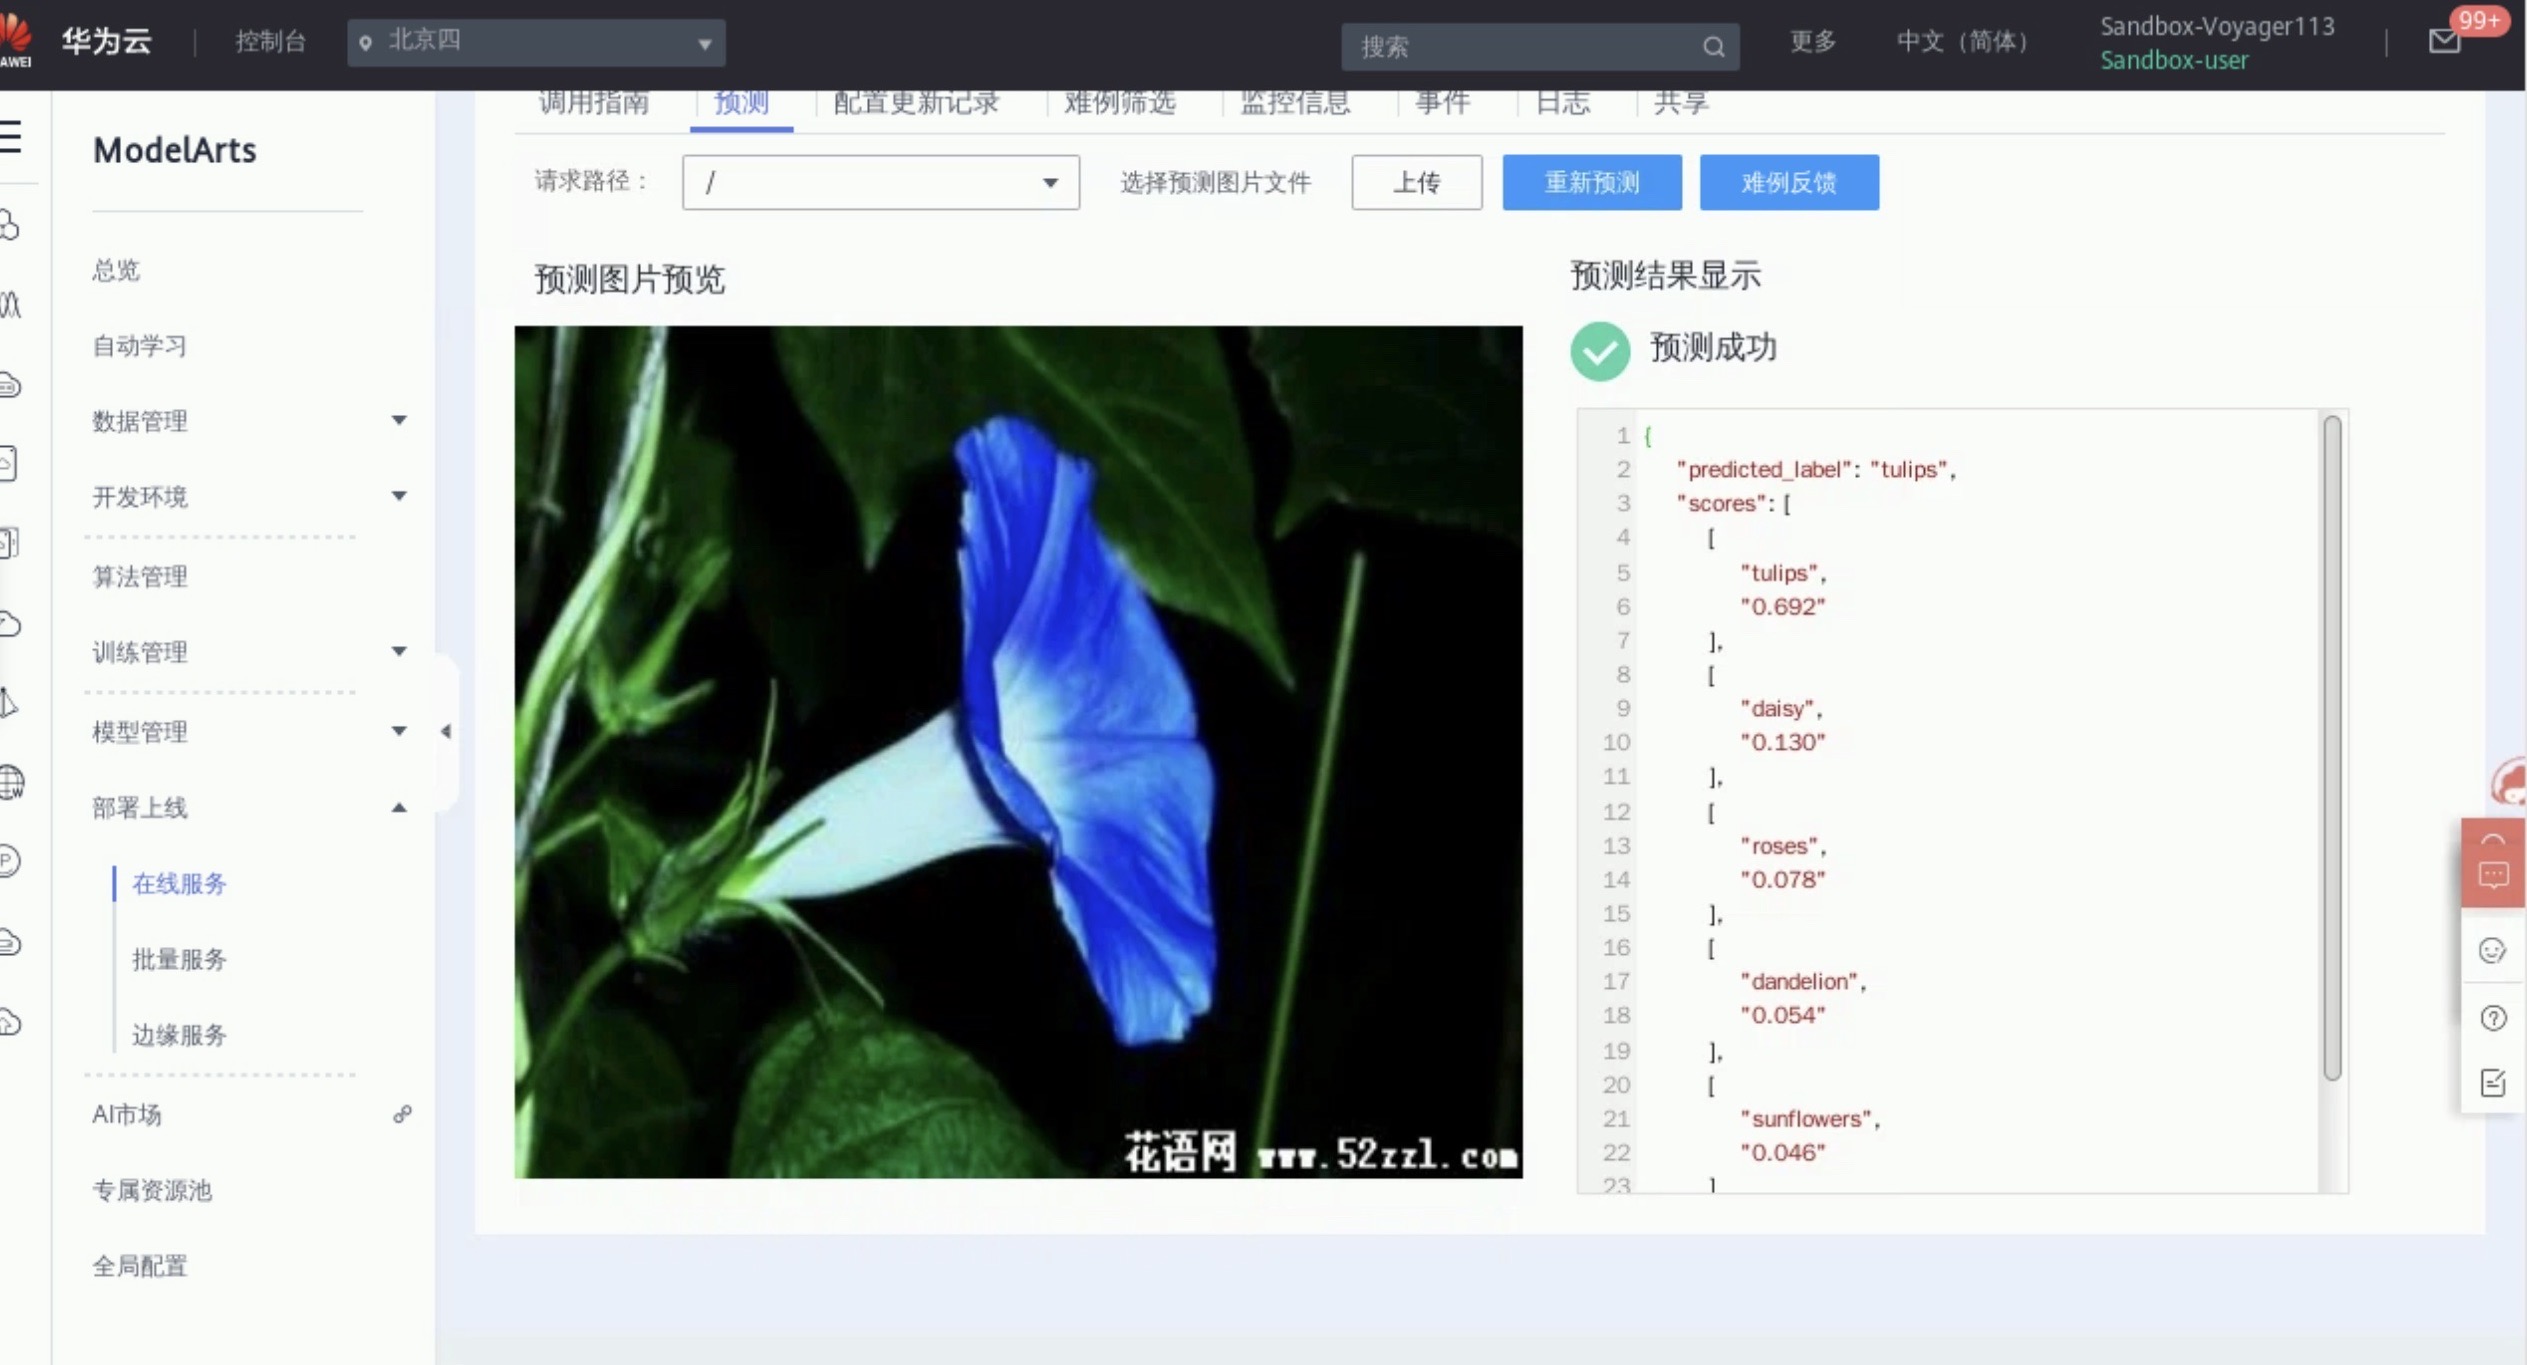 AWEI 华为云 控制台 北京四 搜索 更多 中文（简体） Sandbox-Voyager113 99+
Sandbox-user
ModelArts
总览
自动学习
数据管理
开发环境
算法管理
训练管理
模型管理
部署上线
在线服务
批量服务
边缘服务
AI市场
专属资源池
全局配置
调用指南 预测 配置更新记录 难例筛选 监控信息 事件 日志 共享
请求路径： / 选择预测图片文件 上传 重新预测 难例反馈
预测图片预览
花语网 www.52zzl.com
预测结果显示
预测成功
1 {
2 "predicted_label": "tulips",
3 "scores": [
4 [
5 "tulips",
6 "0.692"
7 ],
8 [
9 "daisy",
10 "0.130"
11 ],
12 [
13 "roses",
14 "0.078"
15 ],
16 [
17 "dandelion",
18 "0.054"
19 ],
20 [
21 "sunflowers",
22 "0.046"
23 ]